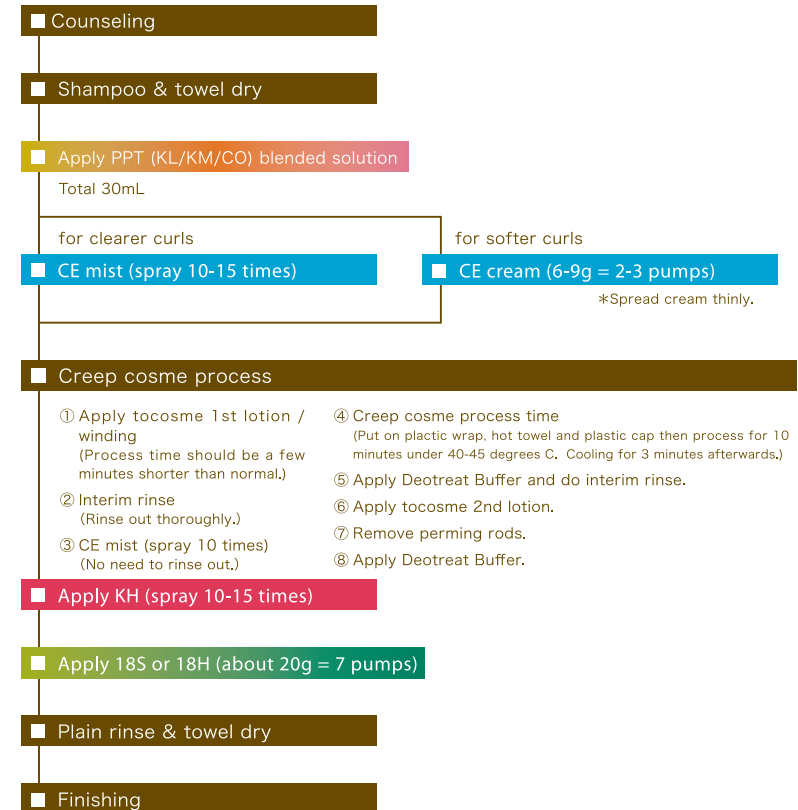 Counseling
Shampoo & towel dry
Apply PPT (KL/KM/CO) blended solution
Total 30mL
for clearer curls
CE mist (spray 10-15 times)
for softer curls
CE cream (6-9g = 2-3 pumps)
*Spread cream thinly.
Creep cosme process
① Apply tocosme 1st lotion /
winding
(Process time should be a few
minutes shorter than normal.)
② Interim rinse
(Rinse out thoroughly.)
③ CE mist (spray 10 times)
(No need to rinse out.)
④ Creep cosme process time
(Put on plactic wrap, hot towel and plastic cap then process for 10
minutes under 40-45 degrees C. Cooling for 3 minutes afterwards.)
⑤ Apply Deotreat Buffer and do interim rinse.
⑥ Apply tocosme 2nd lotion.
⑦ Remove perming rods.
⑧ Apply Deotreat Buffer.
Apply KH (spray 10-15 times)
Apply 18S or 18H (about 20g = 7 pumps)
Plain rinse & towel dry
Finishing